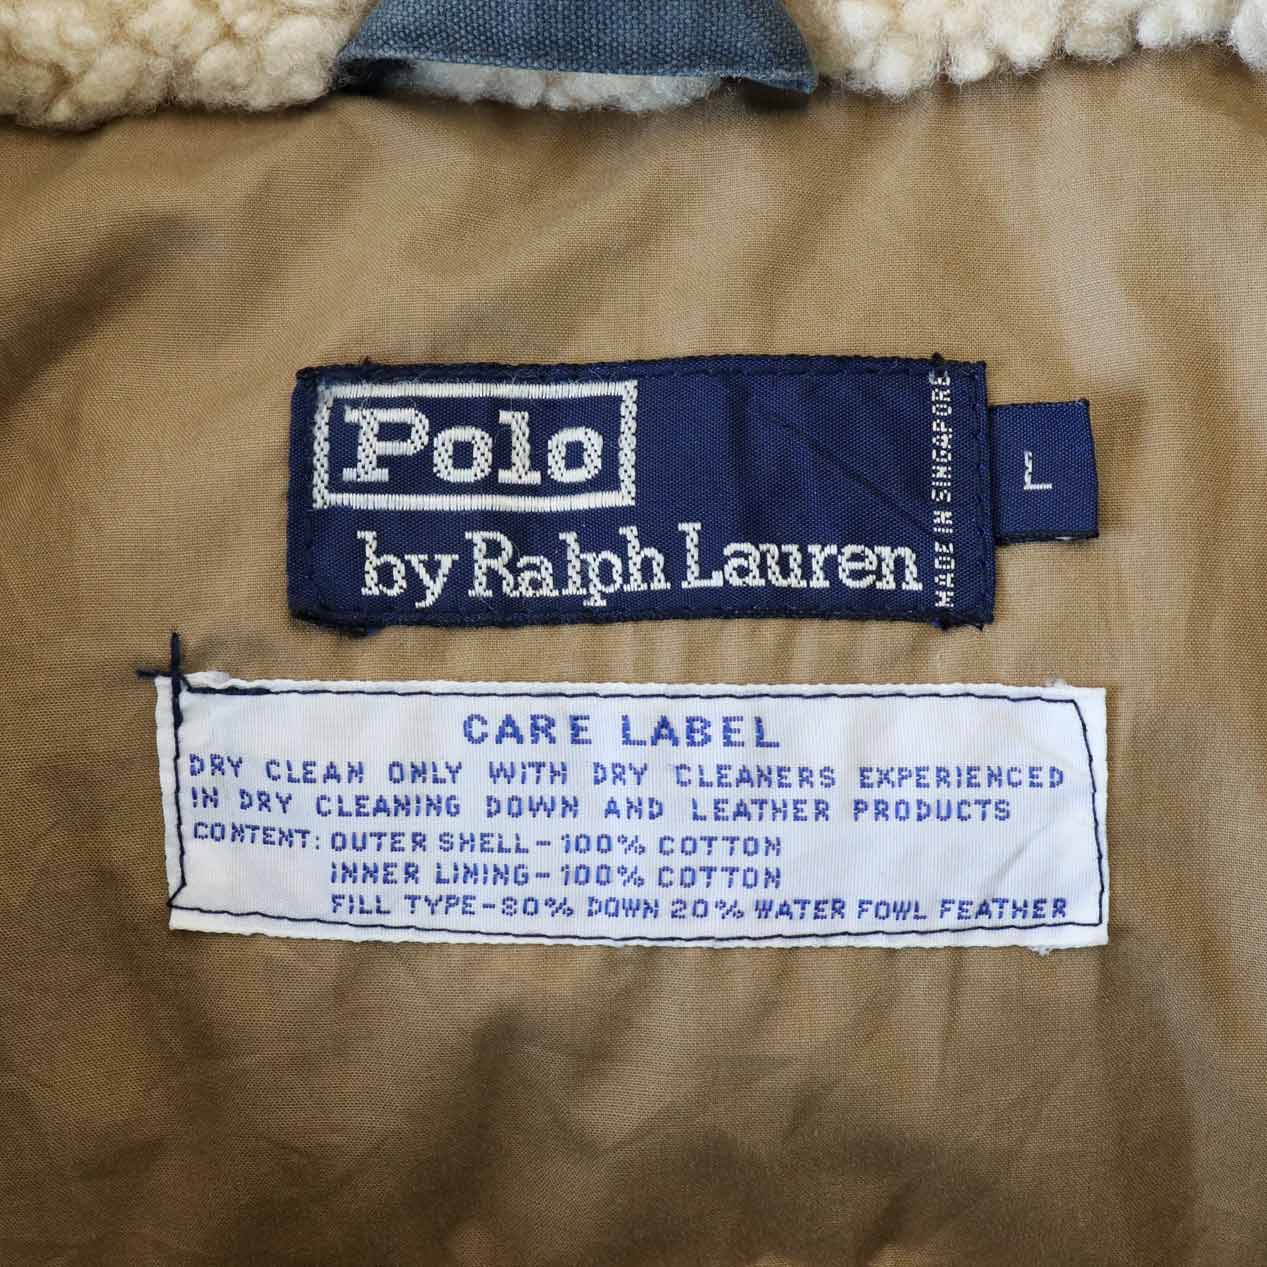 Polo
by Ralph Lauren
MADE IN SINGAPORE
L
CARE LABEL
DRY CLEAN ONLY WITH DRY CLEANERS EXPERIENCED
IN DRY CLEANING DOWN AND LEATHER PRODUCTS
CONTENT: OUTER SHELL-100% COTTON
INNER LINING-100% COTTON
FILL TYPE-80% DOWN 20% WATER FOWL FEATHER